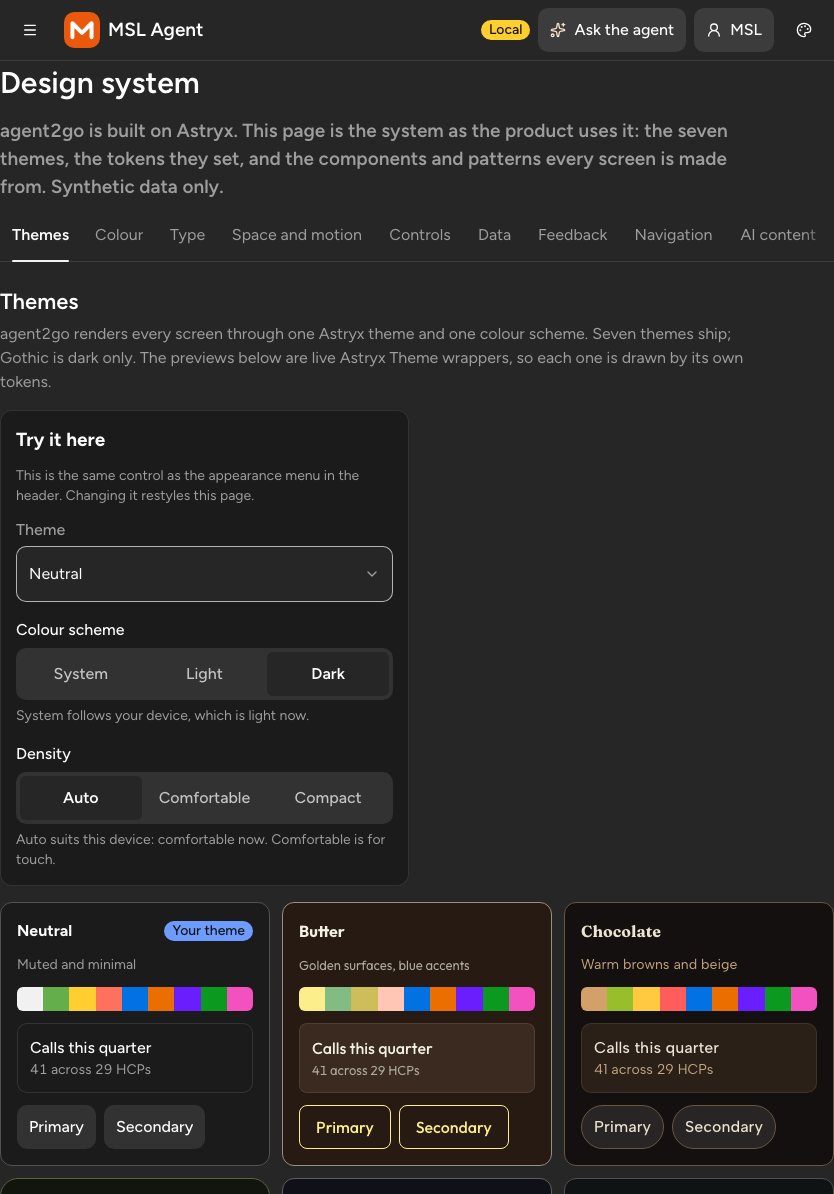 MSL Agent
Local
Ask the agent
MSL
Design system
agent2go is built on Astryx. This page is the system as the product uses it: the seven
themes, the tokens they set, and the components and patterns every screen is made
from. Synthetic data only.
Themes
Colour
Type
Space and motion
Controls
Data
Feedback
Navigation
AI content
Themes
agent2go renders every screen through one Astryx theme and one colour scheme. Seven themes ship;
Gothic is dark only. The previews below are live Astryx Theme wrappers, so each one is drawn by its own
tokens.
Try it here
This is the same control as the appearance menu in the
header. Changing it restyles this page.
Theme
Neutral
Colour scheme
System
Light
Dark
System follows your device, which is light now.
Density
Auto
Comfortable
Compact
Auto suits this device: comfortable now. Comfortable is for
touch.
Neutral
Your theme
Muted and minimal
Calls this quarter
41 across 29 HCPs
Primary
Secondary
Butter
Golden surfaces, blue accents
Calls this quarter
41 across 29 HCPs
Primary
Secondary
Chocolate
Warm browns and beige
Calls this quarter
41 across 29 HCPs
Primary
Secondary